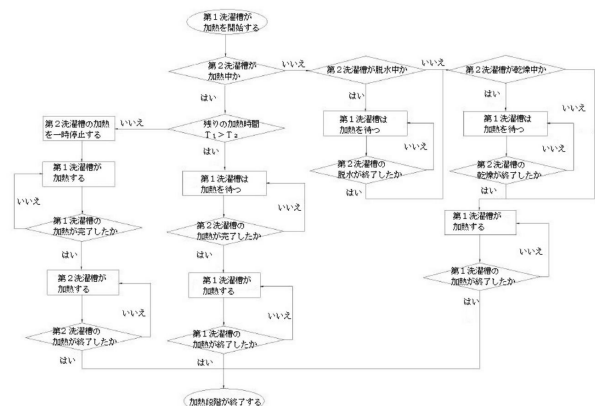 第1洗濯槽が
加熱を開始する
第2洗濯槽が
加熱中か
いいえ
第2洗濯槽が脱水中か
いいえ
第2洗濯槽が乾燥中か
はい
はい
はい
いいえ
いいえ
第2洗濯槽の加熱
を一時停止する
いいえ
残りの加熱時間
T₁>T₂
第1洗濯槽は
加熱を待つ
いいえ
第1洗濯槽は
加熱を待つ
いいえ
はい
第1洗濯槽が
加熱する
いいえ
第1洗濯槽は
加熱を待つ
いいえ
第2洗濯槽の
脱水が終了したか
はい
第2洗濯槽の
乾燥が終了したか
はい
第1洗濯槽の
加熱が完了したか
はい
第2洗濯槽の
加熱が完了したか
はい
第1洗濯槽が
加熱する
いいえ
第2洗濯槽が
加熱する
いいえ
第1洗濯槽が
加熱する
いいえ
第1洗濯槽の
加熱が終了したか
はい
第2洗濯槽の
加熱が終了したか
はい
第1洗濯槽の
加熱が終了したか
はい
加熱段階が終了する